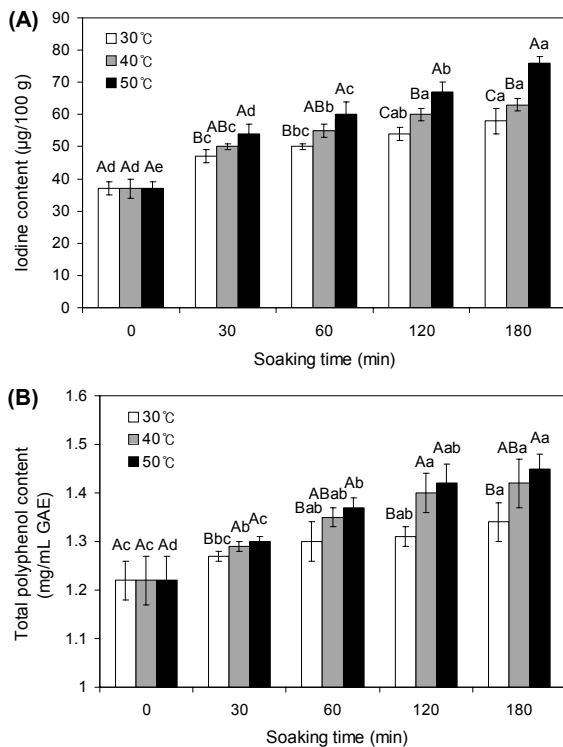 (A)
90
80
70
60
50
40
30
20
10
0
Iodine content (µg/100 g)
30℃
40℃
50℃
Ad Ad Ae
Bc ABc Ad
Bbc ABb Ac
Cab Ba Ab
Ca Ba Aa
0 30 60 120 180
Soaking time (min)
(B)
1.6
1.5
1.4
1.3
1.2
1.1
1
Total polyphenol content
(mg/mL GAE)
30℃
40℃
50℃
Ac Ac Ad
Bbc Ab Ac
Bab ABab Ab
Bab Aa Aab
Ba ABa Aa
0 30 60 120 180
Soaking time (min)